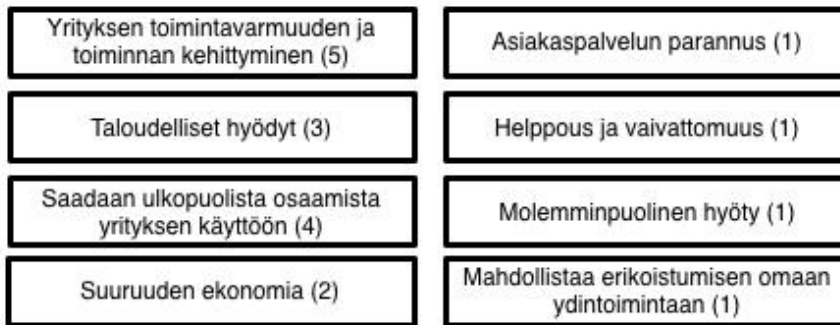 Yrityksen toimintavarmuuden ja
toiminnan kehittyminen (5)
Asiakaspalvelun parannus (1)
Taloudelliset hyödyt (3)
Helppous ja vaivattomuus (1)
Saadaan ulkopuolista osaamista
yrityksen käyttöön (4)
Molemminpuolinen hyöty (1)
Suuruuden ekonomia (2)
Mahdollistaa erikoistumisen omaan
ydintoimintaan (1)